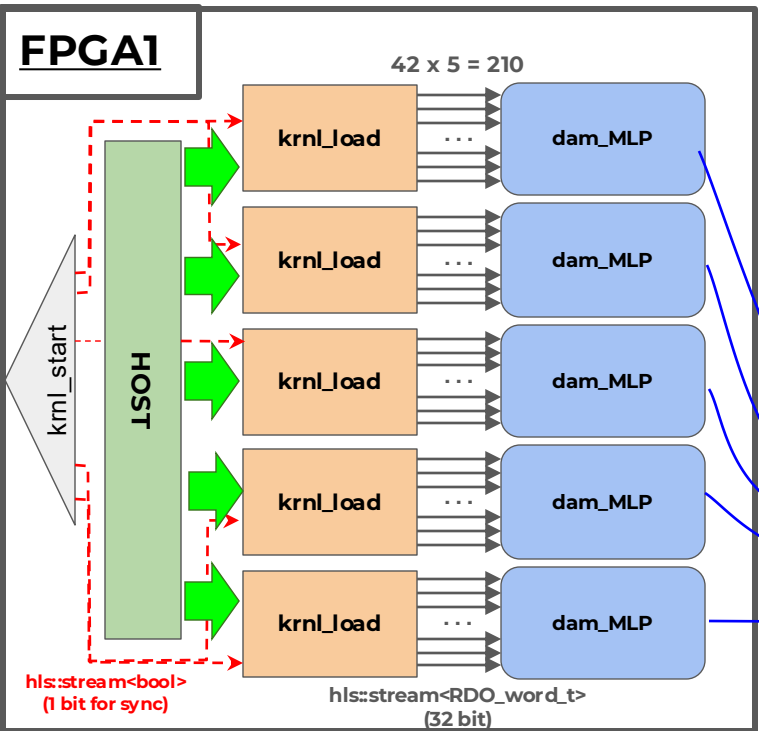 FPGA1
42 x 5 = 210
krnl_load
. . .
dam_MLP
krnl_load
. . .
dam_MLP
krnl_start
HOST
krnl_load
. . .
dam_MLP
krnl_load
. . .
dam_MLP
krnl_load
. . .
dam_MLP
hls::stream<bool>
(1 bit for sync)
hls::stream<RDO_word_t>
(32 bit)